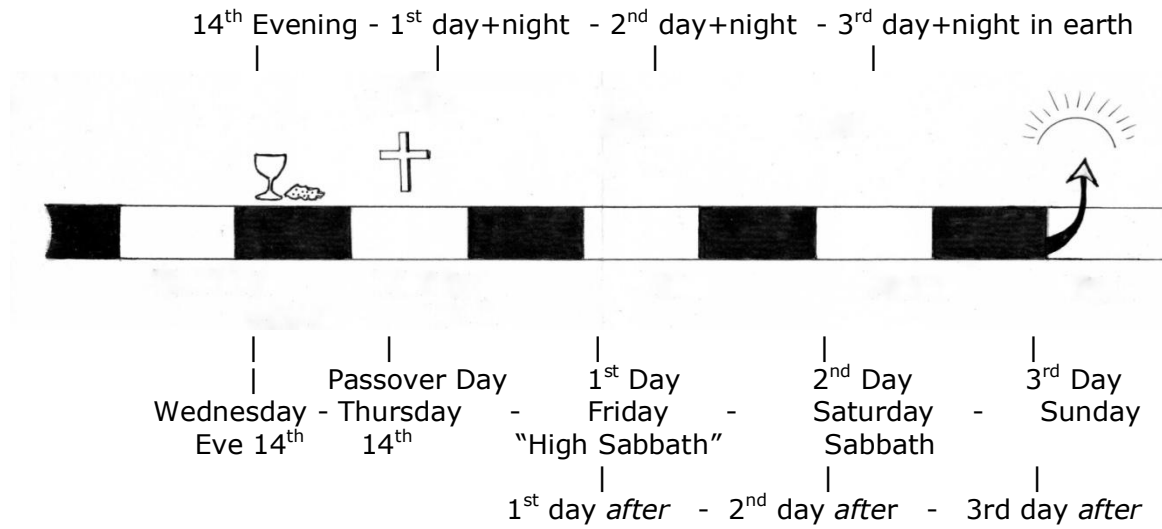 14th Evening - 1st day+night - 2nd day+night - 3rd day+night in earth
Passover Day 1st Day 2nd Day 3rd Day
Wednesday - Thursday - Friday - Saturday - Sunday
Eve 14th 14th “High Sabbath” Sabbath
1st day after - 2nd day after - 3rd day after